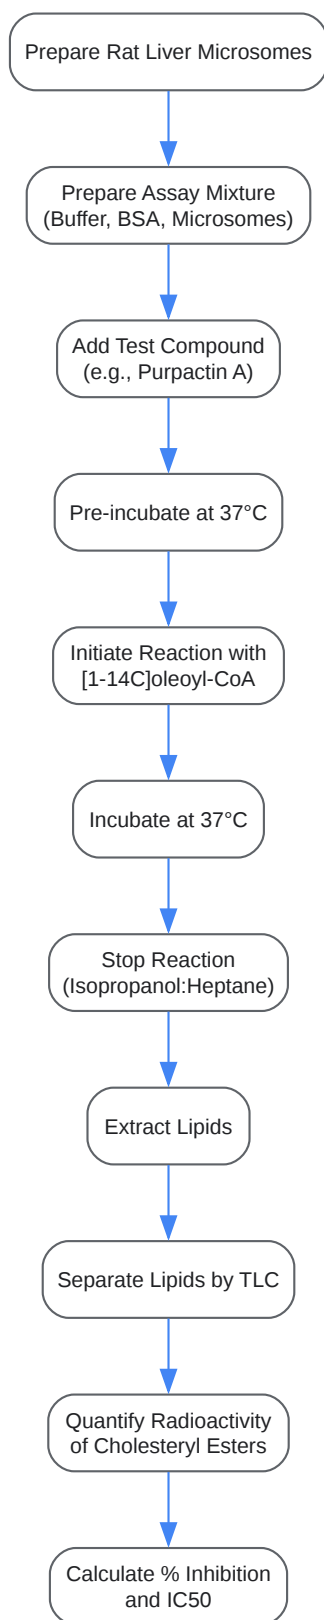 Prepare Rat Liver Microsomes
Prepare Assay Mixture
(Buffer, BSA, Microsomes)
Add Test Compound
(e.g., Purpactin A)
Pre-incubate at 37°C
Initiate Reaction with
[1-14C]oleoyl-CoA
Incubate at 37°C
Stop Reaction
(Isopropanol:Heptane)
Extract Lipids
Separate Lipids by TLC
Quantify Radioactivity
of Cholesteryl Esters
Calculate % Inhibition
and IC50